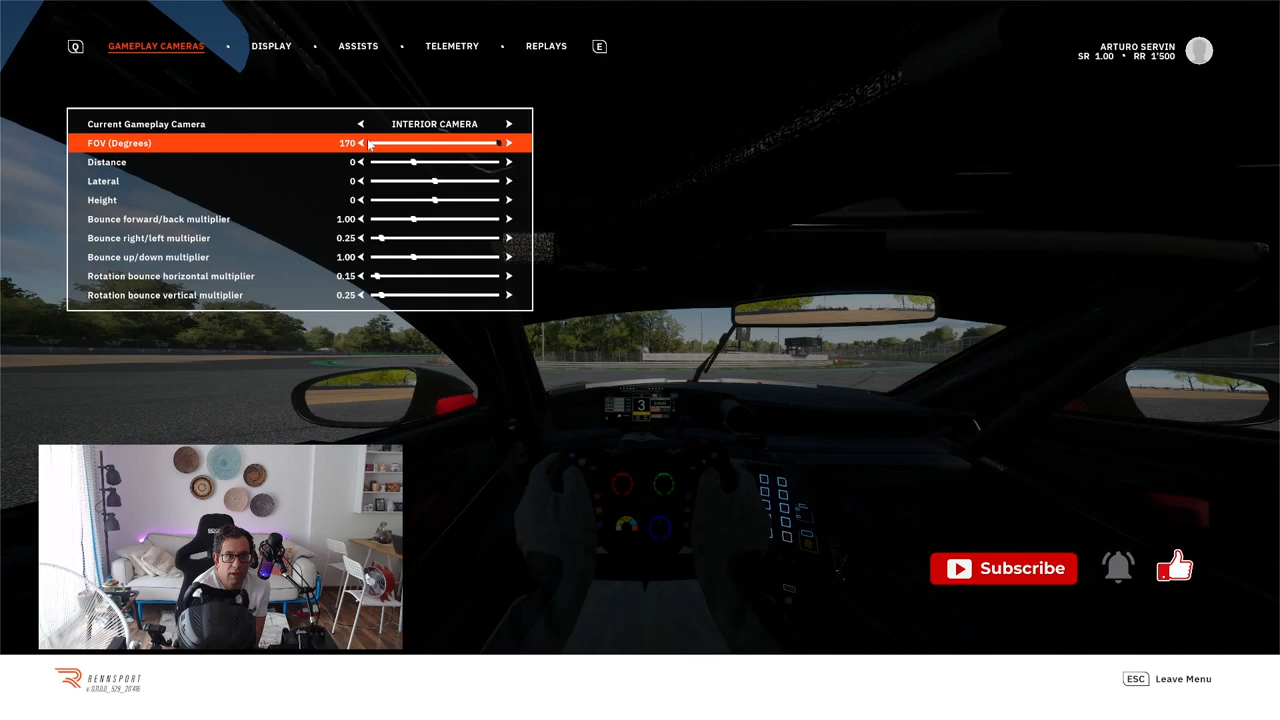 Q GAMEPLAY CAMERAS • DISPLAY • ASSISTS • TELEMETRY • REPLAYS E
ARTURO SERVIN
SR 1.00 • RR 1'500
Current Gameplay Camera INTERIOR CAMERA
FOV (Degrees) 170
Distance 0
Lateral 0
Height 0
Bounce forward/back multiplier 1.00
Bounce right/left multiplier 0.25
Bounce up/down multiplier 1.00
Rotation bounce horizontal multiplier 0.15
Rotation bounce vertical multiplier 0.25
3
Subscribe
RENNSPORT
ESC Leave Menu